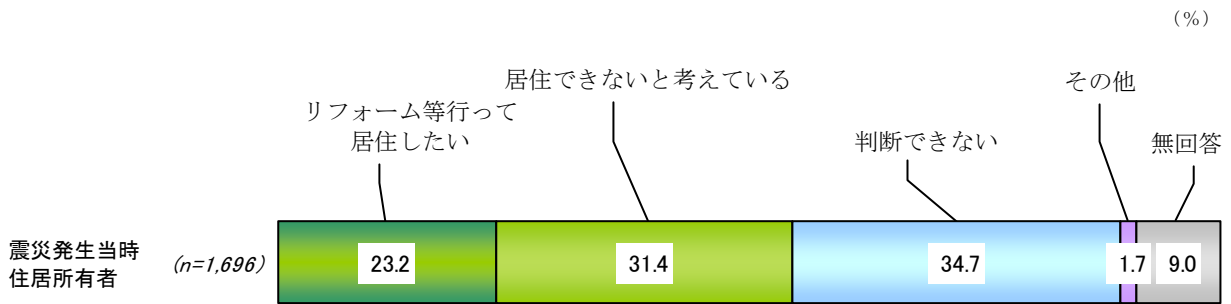 （%）
居住できないと考えている
その他
リフォーム等行って
居住したい
判断できない
無回答
震災発生当時
住居所有者
(n=1,696)
23.2
31.4
34.7
1.7
9.0